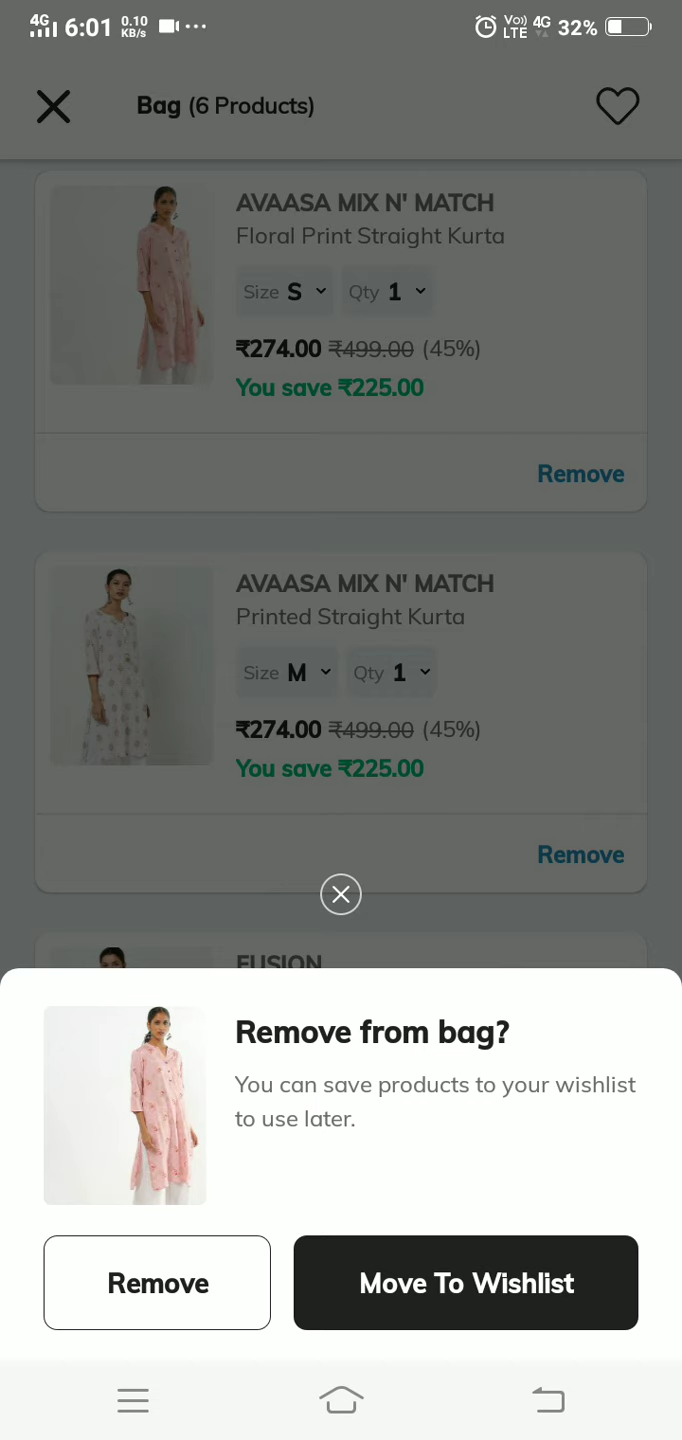 4G 6:01 0.10 KB/s Vo)) LTE 4G 32%
Bag (6 Products)
AVAASA MIX N' MATCH
Floral Print Straight Kurta
Size S Qty 1
₹274.00 ₹499.00 (45%)
You save ₹225.00
Remove
AVAASA MIX N' MATCH
Printed Straight Kurta
Size M Qty 1
₹274.00 ₹499.00 (45%)
You save ₹225.00
Remove
FUSION
Remove from bag?
You can save products to your wishlist
to use later.
Remove Move To Wishlist